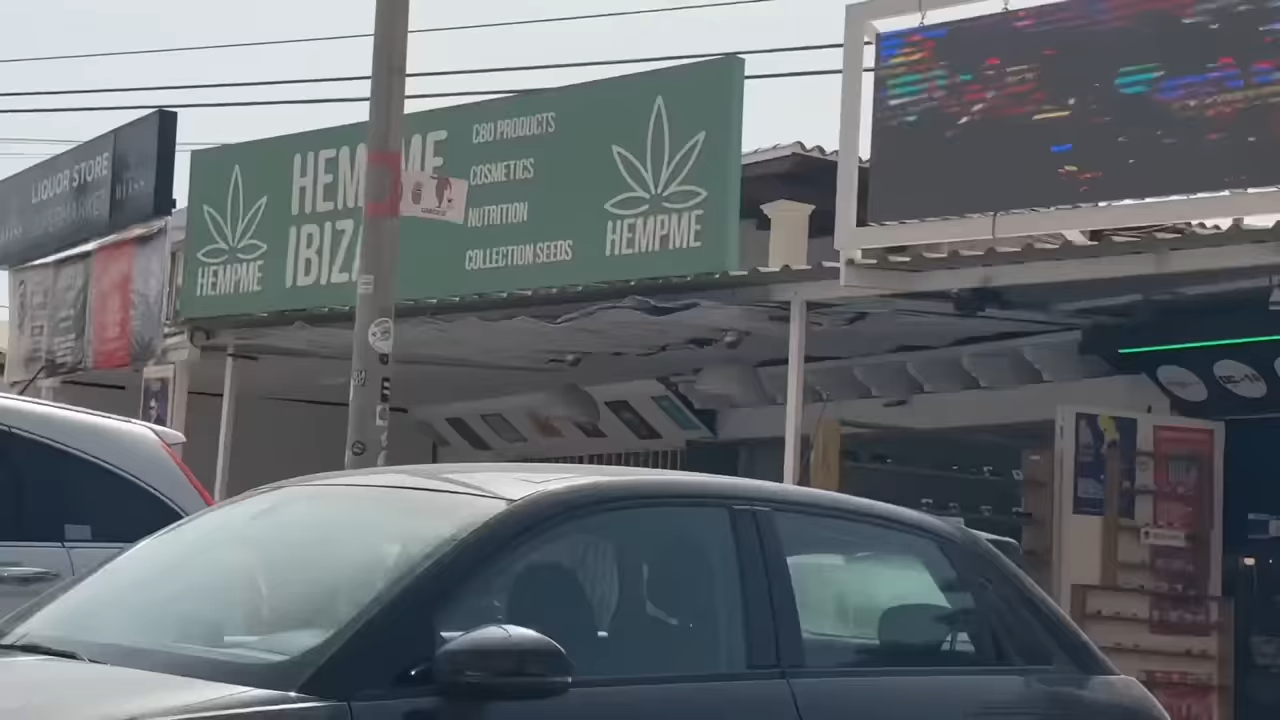 LIQUOR STORE
HEMPME
HEMPME
IBIZA
CBD PRODUCTS
COSMETICS
NUTRITION
COLLECTION SEEDS
HEMPME